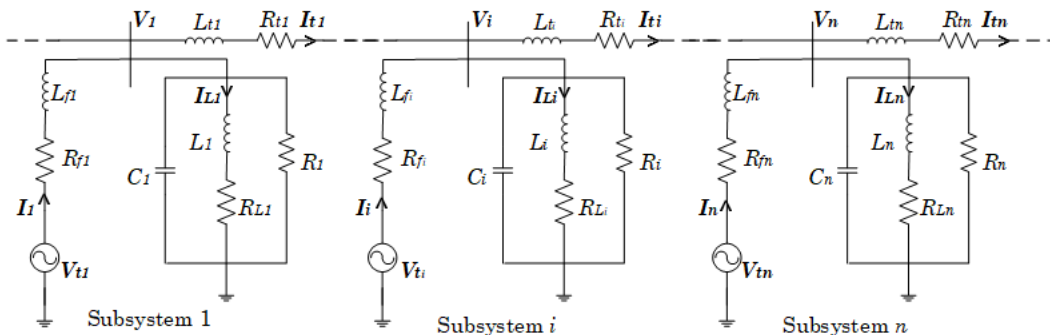 V1 Lt1 Rt1 It1 Vi Lti Rti Iti Vn Ltn Rtn Itn
Lf1 IL1 Lfi ILi Lfn ILn
L1 Li Ln
Rf1 R1 Rfi Ri Rfn Rn
C1 Ci Cn
I1 RL1 Ii RLi In RLn
Vt1 Vti Vtn
Subsystem 1 Subsystem i Subsystem n